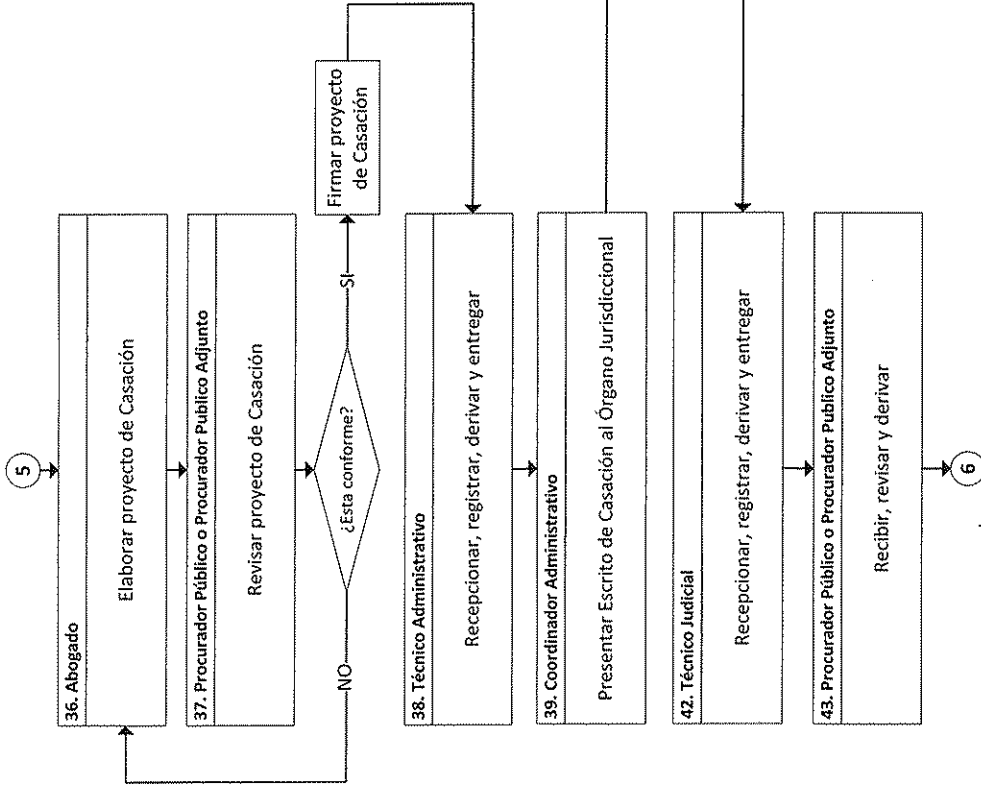 5
36. Abogado
Elaborar proyecto de Casación
37. Procurador Público o Procurador Publico Adjunto
Revisar proyecto de Casación
¿Esta conforme?
NO
SI
Firmar proyecto
de Casación
38. Técnico Administrativo
Recepcionar, registrar, derivar y entregar
39. Coordinador Administrativo
Presentar Escrito de Casación al Órgano Jurisdiccional
42. Técnico Judicial
Recepcionar, registrar, derivar y entregar
43. Procurador Público o Procurador Publico Adjunto
Recibir, revisar y derivar
6